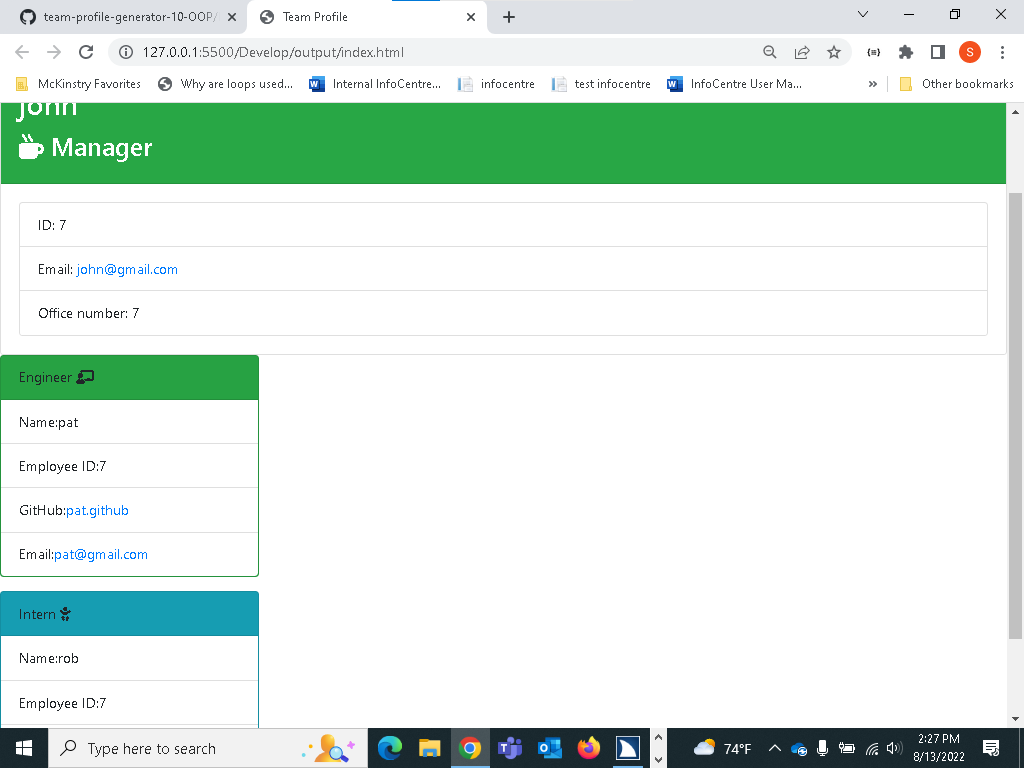 team-profile-generator-10-OOP/
Team Profile
127.0.0.1:5500/Develop/output/index.html
S
McKinstry Favorites
Why are loops used...
Internal InfoCentre...
infocentre
test infocentre
InfoCentre User Ma...
»
Other bookmarks
john
Manager
ID: 7
Email: john@gmail.com
Office number: 7
Engineer
Name:pat
Employee ID:7
GitHub:pat.github
Email:pat@gmail.com
Intern
Name:rob
Employee ID:7
Type here to search
74°F
2:27 PM
8/13/2022